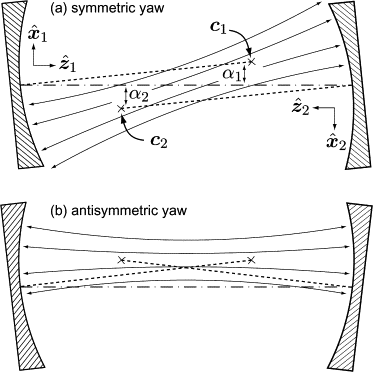 (a) symmetric yaw
c₁
x̂₁
ẑ₁
α₁
α₂
ẑ₂
c₂
x̂₂
(b) antisymmetric yaw